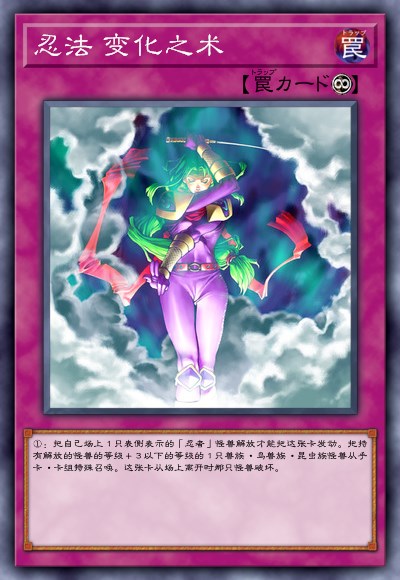 忍法 变化之术
トラップ
罠
トラップ
【罠カード】
①：把自己场上1只表侧表示的「忍者」怪兽解放才能把这张卡发动。把持
有解放的怪兽的等级＋3以下的等级的1只兽族·鸟兽族·昆虫族怪兽从手
卡·卡组特殊召唤。这张卡从场上离开时那只怪兽破坏。